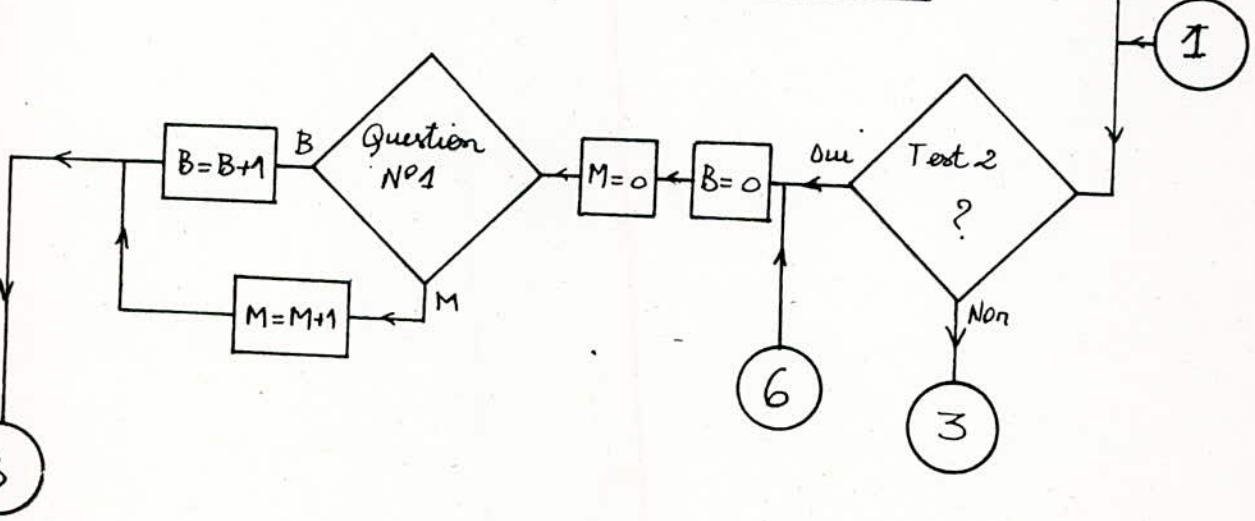 1
Test 2
?
Oui
Non
3
6
B=0
M=0
Question
N°1
B
B=B+1
M
M=M+1